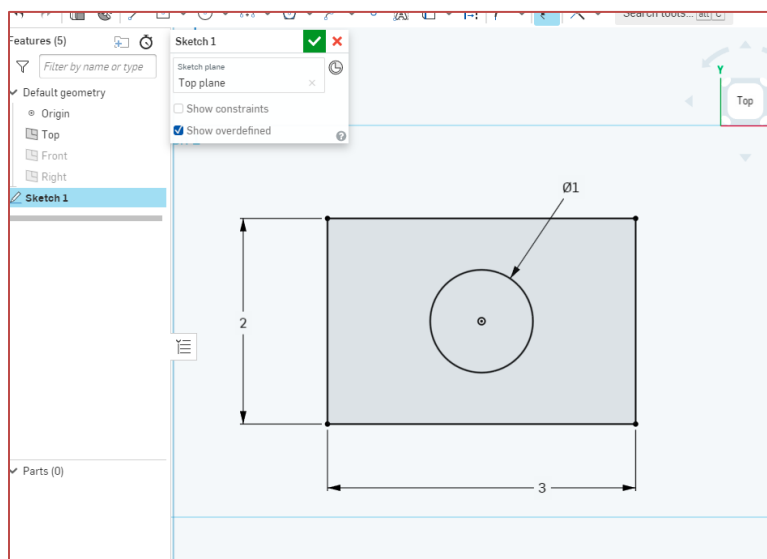 Search tools...
alt C
Features (5)
Filter by name or type
Default geometry
Origin
Top
Front
Right
Sketch 1
Parts (0)
Sketch 1
Sketch plane
Top plane
Show constraints
Show overdefined
Y
Top
Ø1
2
3